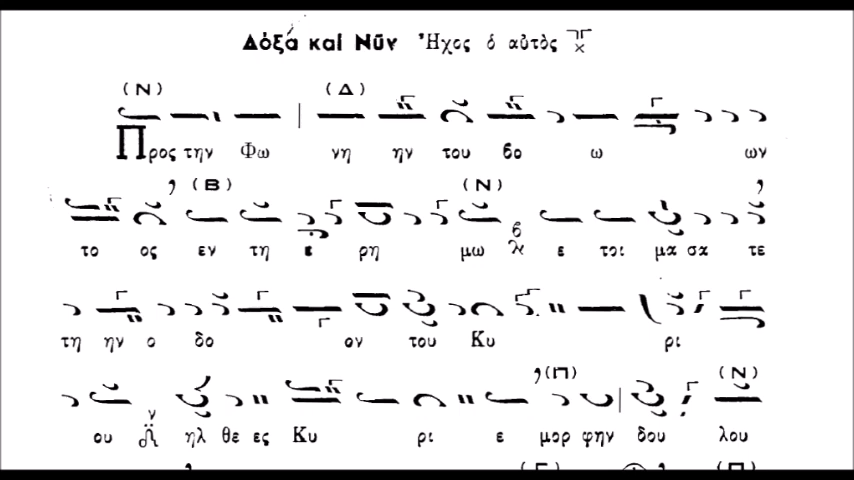 Δόξα καί Νῦν Ἦχος ὁ αὐτὸς
(Ν) (Δ)
Προς την Φω νη ην του βο ω ων
(Β) (Ν)
το ος εν τη ε ρη μω ε τοι μα σα τε
τη ην ο δο ον του Κυ ρι
(Π) (Ν)
ου ηλ θε ες Κυ ρι ε μορ φην δου λου